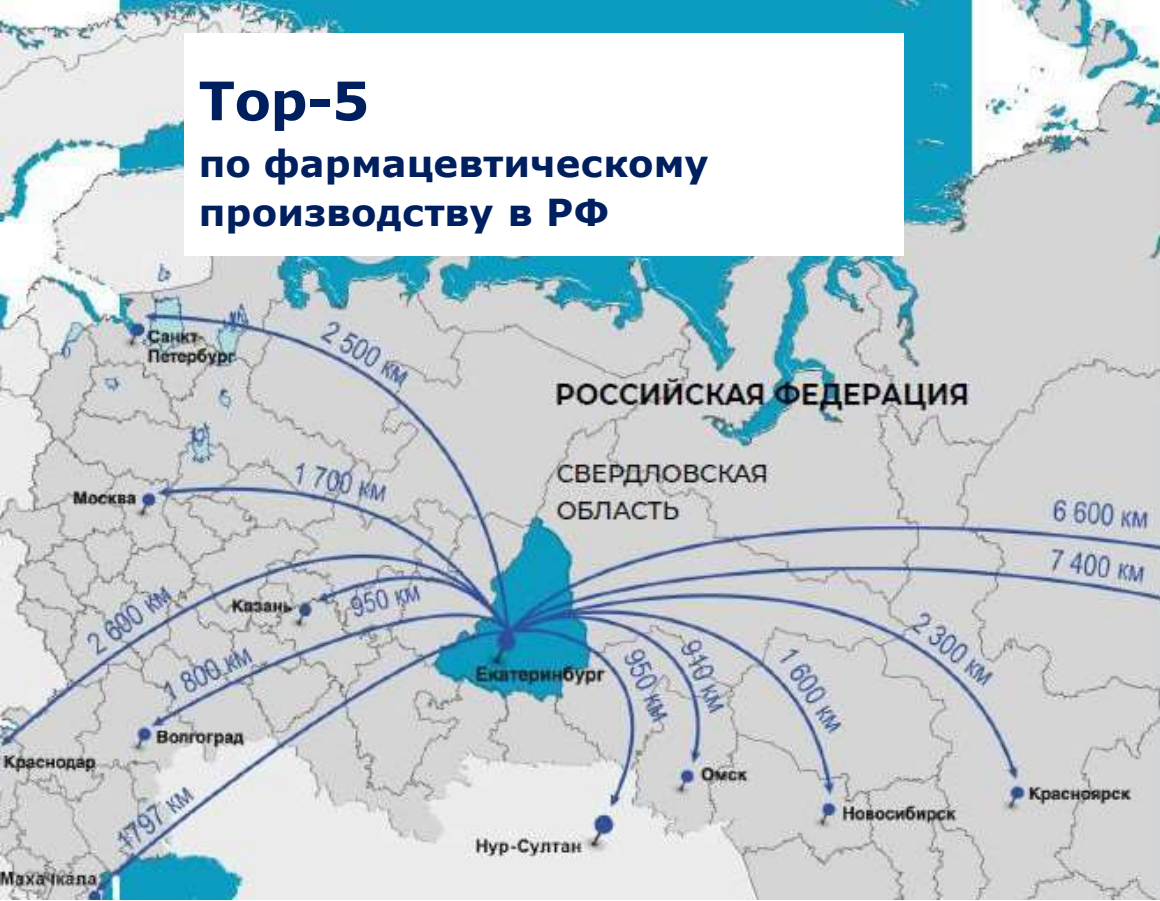 Top-5
по фармацевтическому
производству в РФ
Санкт-
Петербург
2 500 км
РОССИЙСКАЯ ФЕДЕРАЦИЯ
СВЕРДЛОВСКАЯ
ОБЛАСТЬ
1 700 км
Москва
6 600 км
7 400 км
Казань
950 км
2 600 км
1 800 км
Екатеринбург
950 км
910 км
1 600 км
2 300 км
Волгоград
Краснодар
Омск
Красноярск
Новосибирск
1797 км
Нур-Султан
Махачкала